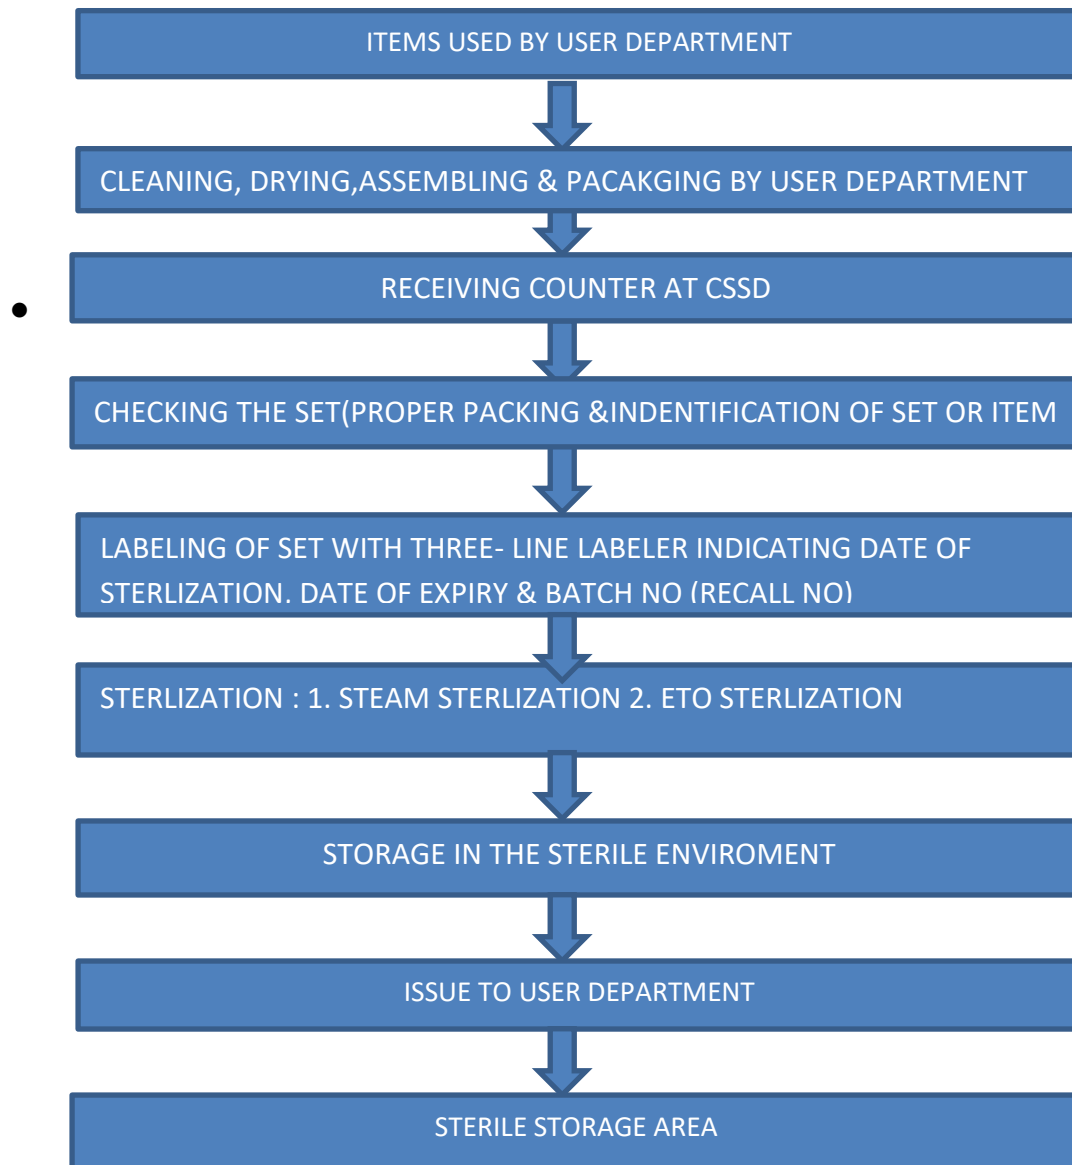 ITEMS USED BY USER DEPARTMENT
CLEANING, DRYING,ASSEMBLING & PACAKGING BY USER DEPARTMENT
RECEIVING COUNTER AT CSSD
CHECKING THE SET(PROPER PACKING &INDENTIFICATION OF SET OR ITEM
LABELING OF SET WITH THREE- LINE LABELER INDICATING DATE OF
STERLIZATION. DATE OF EXPIRY & BATCH NO (RECALL NO)
STERLIZATION : 1. STEAM STERLIZATION 2. ETO STERLIZATION
STORAGE IN THE STERILE ENVIROMENT
ISSUE TO USER DEPARTMENT
STERILE STORAGE AREA